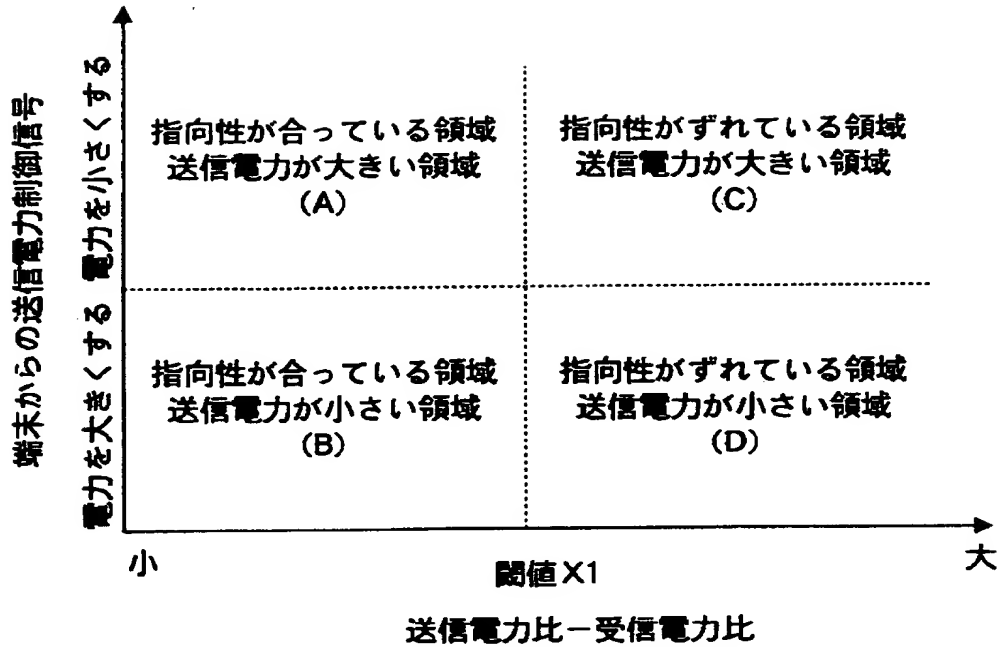 端末からの送信電力制御信号
電力を大きくする 電力を小さくする
指向性が合っている領域
送信電力が大きい領域
(A)
指向性がずれている領域
送信電力が大きい領域
(C)
指向性が合っている領域
送信電力が小さい領域
(B)
指向性がずれている領域
送信電力が小さい領域
(D)
小
閾値X1
大
送信電力比－受信電力比